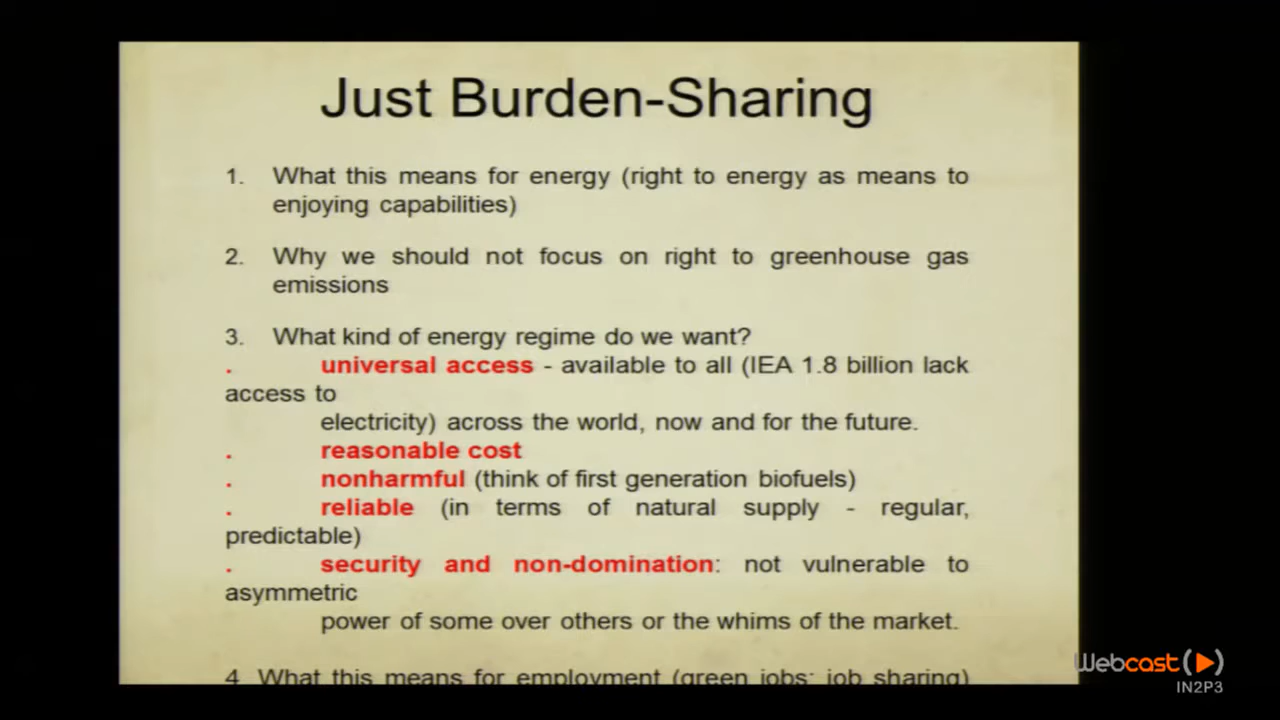 Just Burden-Sharing
1. What this means for energy (right to energy as means to
enjoying capabilities)
2. Why we should not focus on right to greenhouse gas
emissions
3. What kind of energy regime do we want?
. universal access - available to all (IEA 1.8 billion lack
access to
electricity) across the world, now and for the future.
. reasonable cost
. nonharmful (think of first generation biofuels)
. reliable (in terms of natural supply - regular,
predictable)
. security and non-domination: not vulnerable to
asymmetric
power of some over others or the whims of the market.
4 What this means for employment (green jobs; job sharing)
Webcast
IN2P3